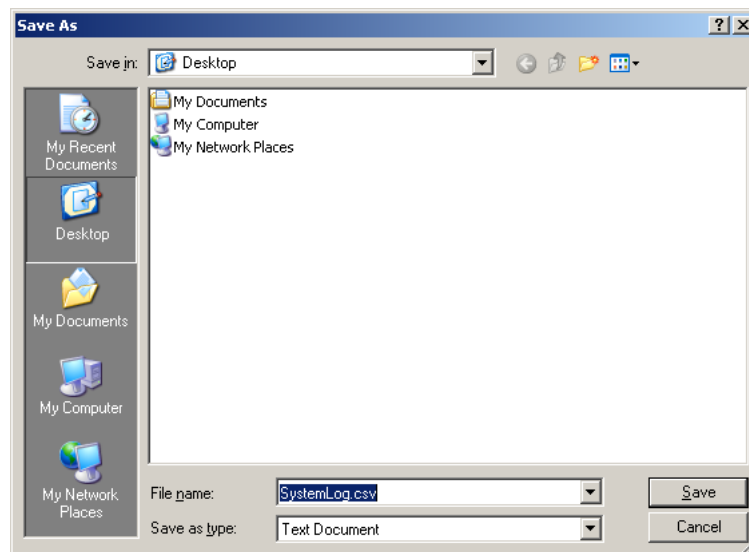 Save As
Save in:
Desktop
My Recent
Documents
Desktop
My Documents
My Computer
My Network
Places
My Documents
My Computer
My Network Places
File name:
SystemLog.csv
Save
Save as type:
Text Document
Cancel